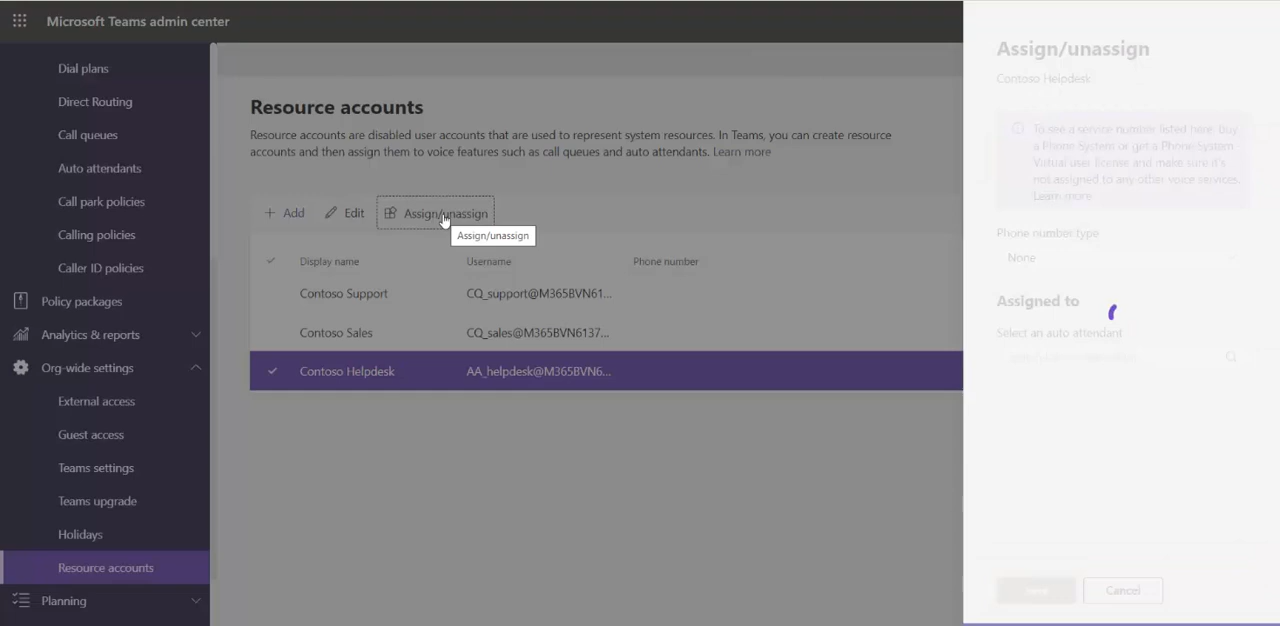 Microsoft Teams admin center
Dial plans
Direct Routing
Call queues
Auto attendants
Call park policies
Calling policies
Caller ID policies
Policy packages
Analytics & reports
Org-wide settings
External access
Guest access
Teams settings
Teams upgrade
Holidays
Resource accounts
Planning
Resource accounts
Resource accounts are disabled user accounts that are used to represent system resources. In Teams, you can create resource
accounts and then assign them to voice features such as call queues and auto attendants. Learn more
Add Edit Assign/unassign
Assign/unassign
Display name Username Phone number
Contoso Support CQ_support@M365BVN61...
Contoso Sales CQ_sales@M365BVN6137...
Contoso Helpdesk AA_helpdesk@M365BVN6...
Assign/unassign
Contoso Helpdesk
To see a service number listed here, buy
a Phone System or get a Phone System
Virtual user license and make sure it's
not assigned to any other voice services.
Learn more
Phone number type
None
Assigned to
Select an auto attendant
Save Cancel